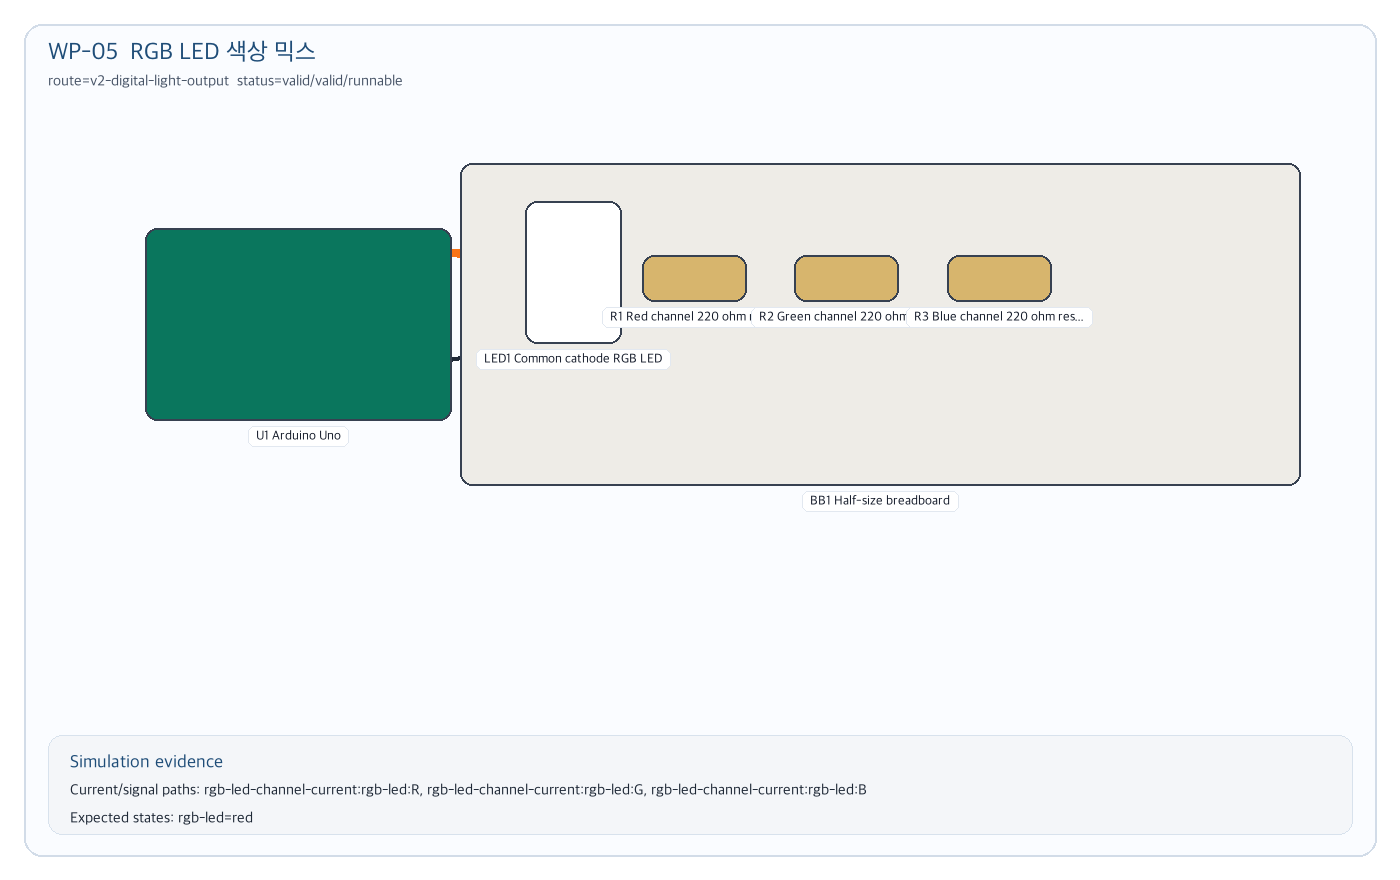 WP-05 RGB LED 색상 믹스
route=v2-digital-light-output status=valid/valid/runnable
R1 Red channel 220 ohm
R2 Green channel 220 ohm
R3 Blue channel 220 ohm res...
LED1 Common cathode RGB LED
U1 Arduino Uno
BB1 Half-size breadboard
Simulation evidence
Current/signal paths: rgb-led-channel-current:rgb-led:R, rgb-led-channel-current:rgb-led:G, rgb-led-channel-current:rgb-led:B
Expected states: rgb-led=red